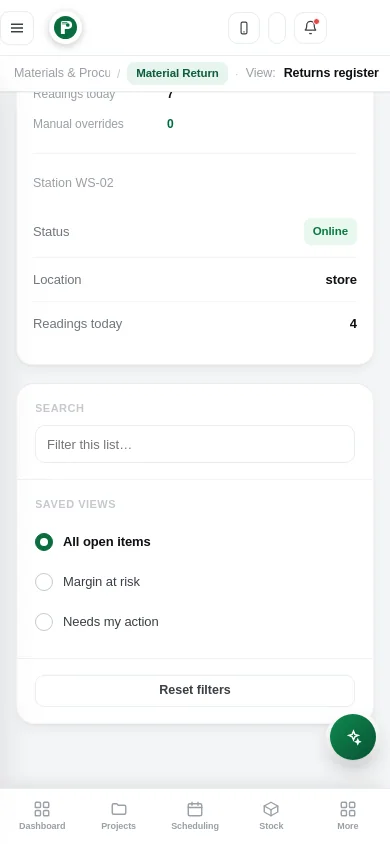 Materials & Procu / Material Return · View: Returns register
Readings today 7
Manual overrides 0
Station WS-02
Status Online
Location store
Readings today 4
SEARCH
Filter this list…
SAVED VIEWS
All open items
Margin at risk
Needs my action
Reset filters
Dashboard Projects Scheduling Stock More